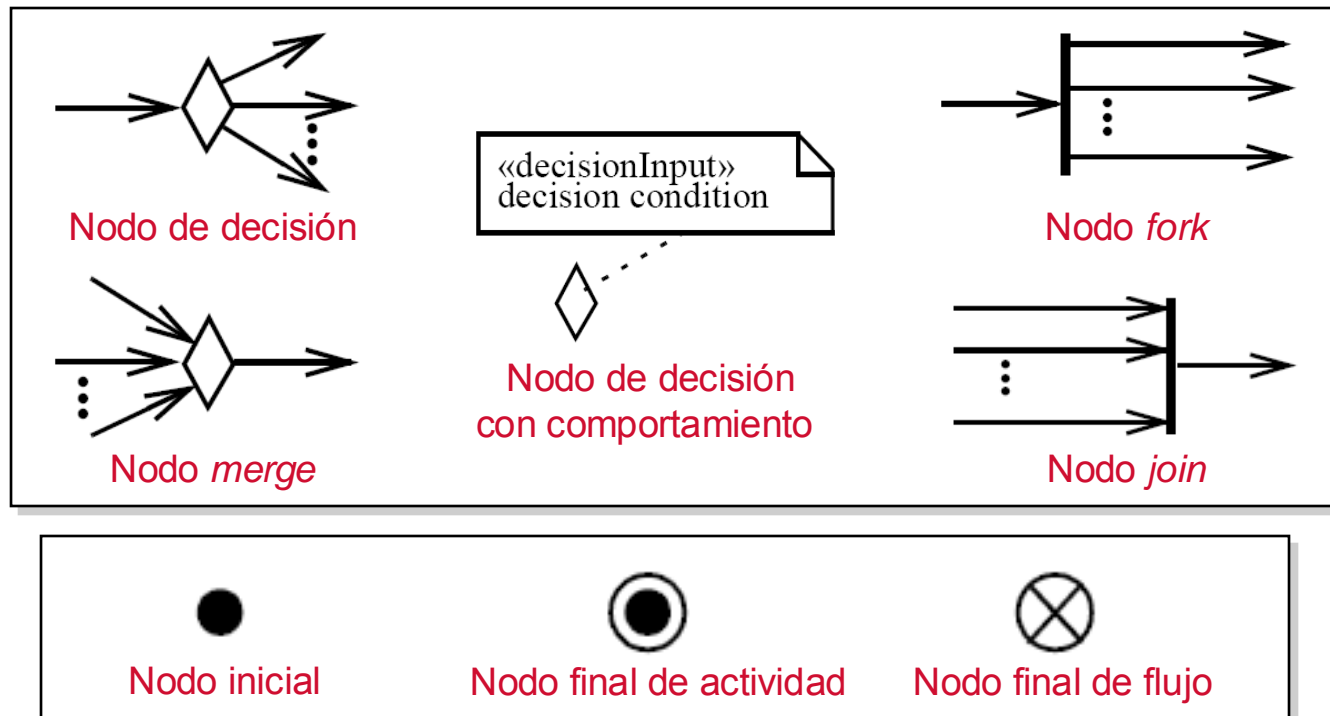 Nodo de decisión
«decisionInput»
decision condition
Nodo fork
Nodo merge
Nodo de decisión
con comportamiento
Nodo join
Nodo inicial
Nodo final de actividad
Nodo final de flujo